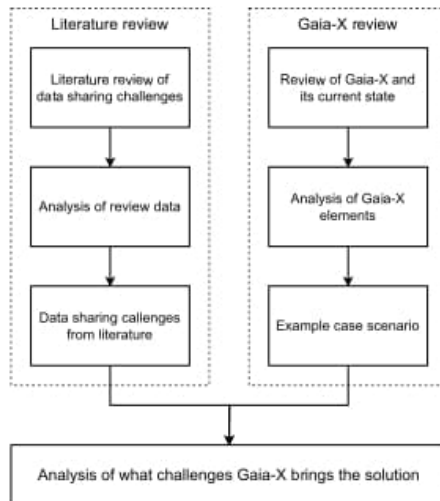 Literature review
Literature review of
data sharing challenges
Analysis of review data
Data sharing callenges
from literature
Gaia-X review
Review of Gaia-X and
its current state
Analysis of Gaia-X
elements
Example case scenario
Analysis of what challenges Gaia-X brings the solution